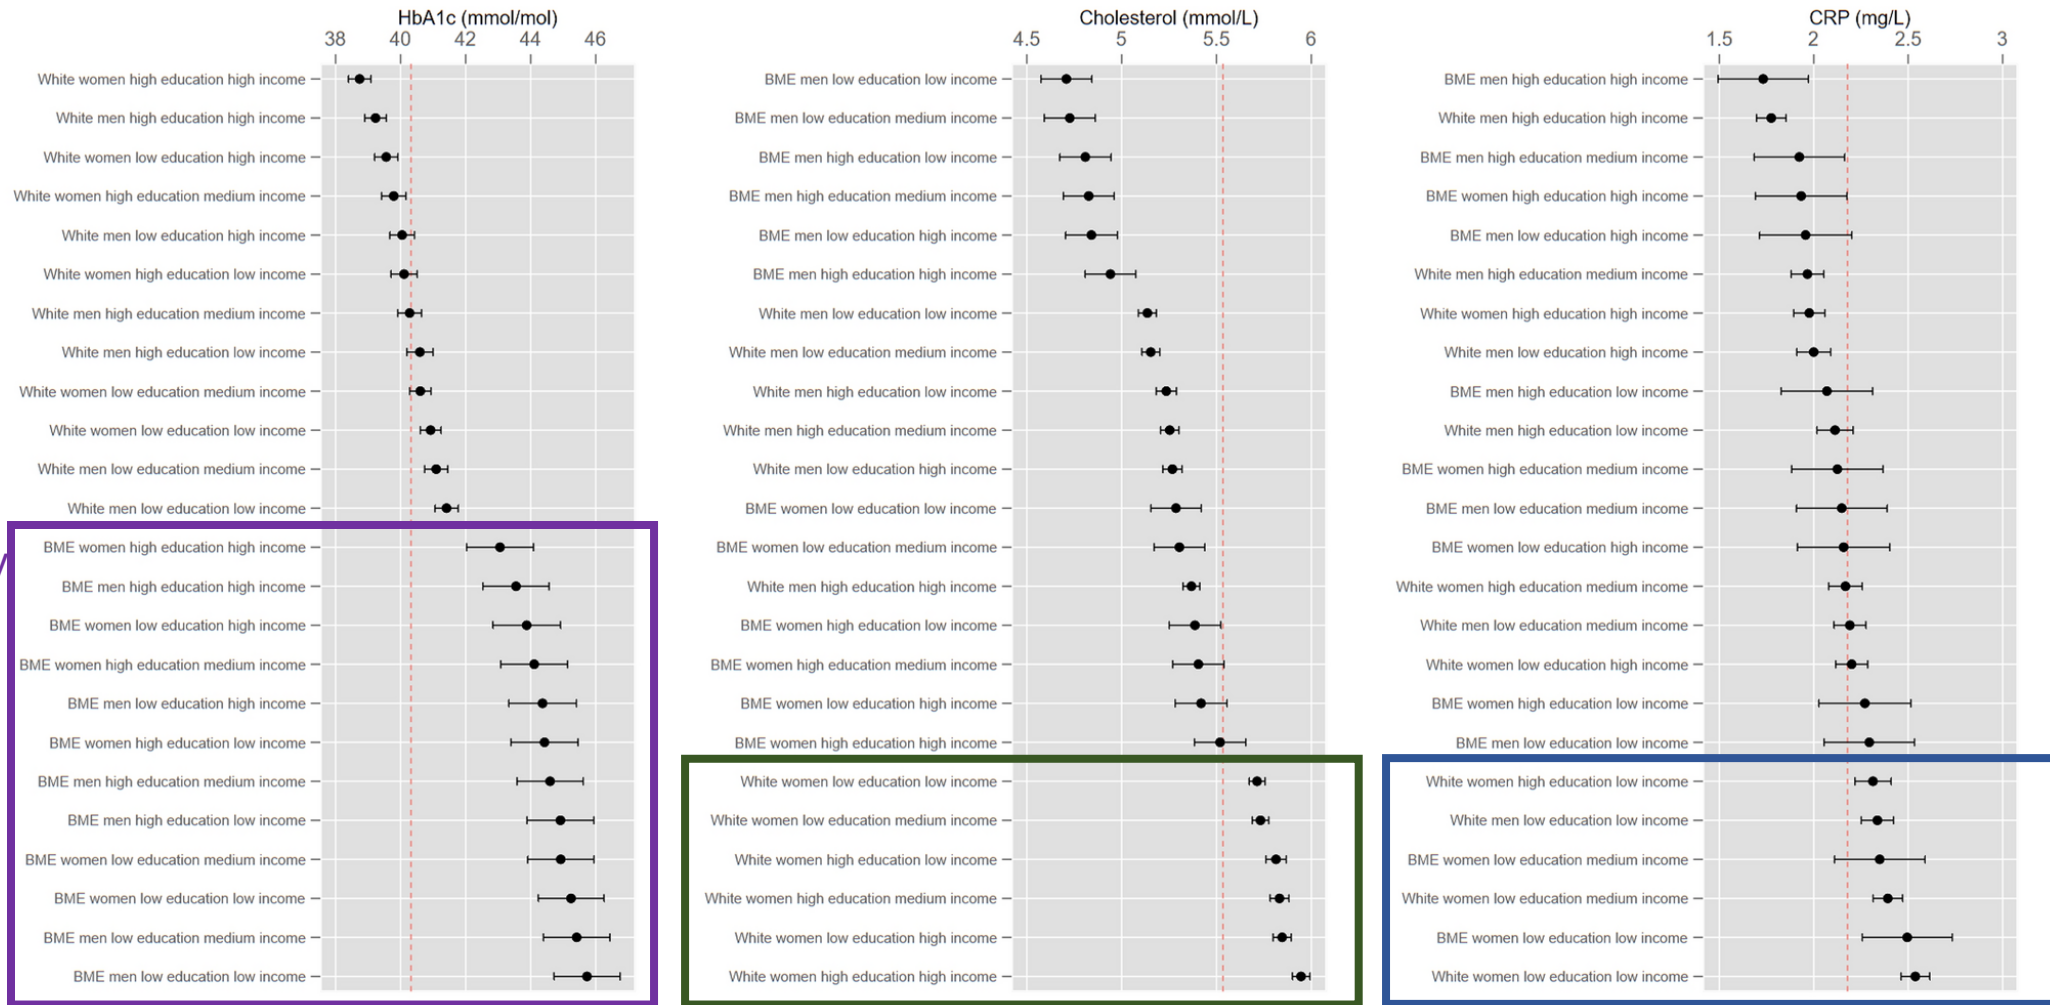 HbA1c (mmol/mol)
38 40 42 44 46
White women high education high income
White men high education high income
White women low education high income
White women high education medium income
White men low education high income
White women high education low income
White men high education medium income
White men high education low income
White women low education medium income
White women low education low income
White men low education medium income
White men low education low income
BME women high education high income
BME men high education high income
BME women low education high income
BME women high education medium income
BME men low education high income
BME women high education low income
BME men high education medium income
BME men high education low income
BME women low education medium income
BME women low education low income
BME men low education medium income
BME men low education low income
Cholesterol (mmol/L)
4.5 5 5.5 6
BME men low education low income
BME men low education medium income
BME men high education low income
BME men high education medium income
BME men low education high income
BME men high education high income
White men low education low income
White men low education medium income
White men high education low income
White men high education medium income
White men low education high income
BME women low education low income
BME women low education medium income
White men high education high income
BME women high education low income
BME women high education medium income
BME women low education high income
BME women high education high income
White women low education low income
White women low education medium income
White women high education low income
White women high education medium income
White women low education high income
White women high education high income
CRP (mg/L)
1.5 2 2.5 3
BME men high education high income
White men high education high income
BME men high education medium income
BME women high education high income
BME men low education high income
White men high education medium income
White women high education high income
White men low education high income
BME men high education low income
White men high education low income
BME women high education medium income
BME men low education medium income
BME women low education high income
White women high education medium income
White men low education medium income
White women low education high income
BME women high education low income
BME men low education low income
White women high education low income
White men low education low income
BME women low education medium income
White women low education medium income
BME women low education low income
White women low education low income